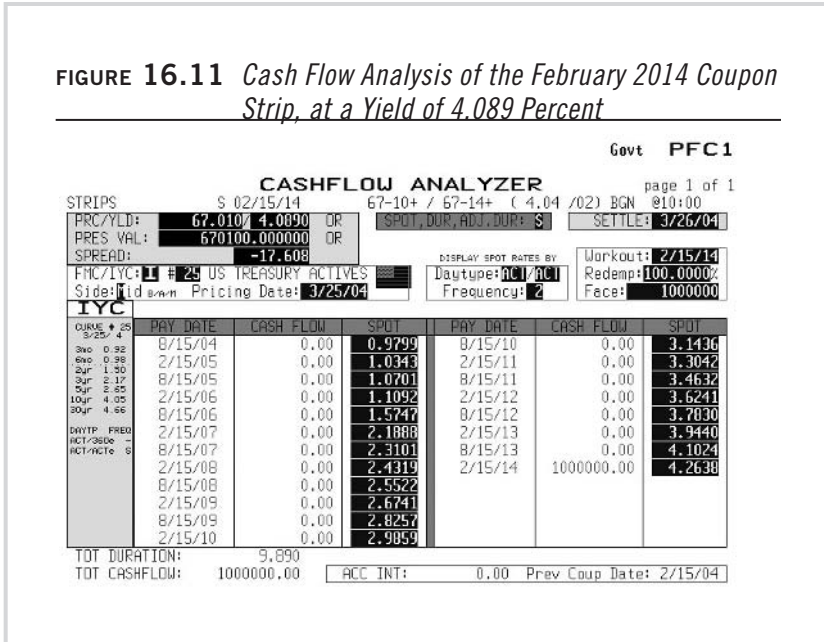 FIGURE 16.11 Cash Flow Analysis of the February 2014 Coupon
Strip, at a Yield of 4.089 Percent
Govt PFC1
CASHFLOW ANALYZER page 1 of 1
STRIPS S 02/15/14 67-10+ / 67-14+ ( 4.04 /02) BGN @10:00
PRC/YLD: 67.010/ 4.0890 OR SPOT,DUR,ADJ.DUR: S SETTLE: 3/26/04
PRES VAL: 670100.000000 OR
SPREAD: -17.608 DISPLAY SPOT RATES BY Workout: 2/15/14
FMC/IYC: I # 25 US TREASURY ACTIVES Daytype: ACT/ACT Redemp: 100.0000%
Side: Mid B/A/M Pricing Date: 3/25/04 Frequency: 2 Face: 1000000
IYC
CURVE # 25
3/25/ 4
3mo 0.92
6mo 0.98
2yr 1.50
3yr 2.17
5yr 2.65
10yr 4.05
30yr 4.66
DAYTP FREQ
ACT/360e -
ACT/ACTe S
PAY DATE CASH FLOW SPOT PAY DATE CASH FLOW SPOT
8/15/04 0.00 0.9799 8/15/10 0.00 3.1436
2/15/05 0.00 1.0343 2/15/11 0.00 3.3042
8/15/05 0.00 1.0701 8/15/11 0.00 3.4632
2/15/06 0.00 1.1092 2/15/12 0.00 3.6241
8/15/06 0.00 1.5747 8/15/12 0.00 3.7830
2/15/07 0.00 2.1888 2/15/13 0.00 3.9440
8/15/07 0.00 2.3101 8/15/13 0.00 4.1024
2/15/08 0.00 2.4319 2/15/14 1000000.00 4.2638
8/15/08 0.00 2.5522
2/15/09 0.00 2.6741
8/15/09 0.00 2.8257
2/15/10 0.00 2.9859
TOT DURATION: 9.890
TOT CASHFLOW: 1000000.00 ACC INT: 0.00 Prev Coup Date: 2/15/04